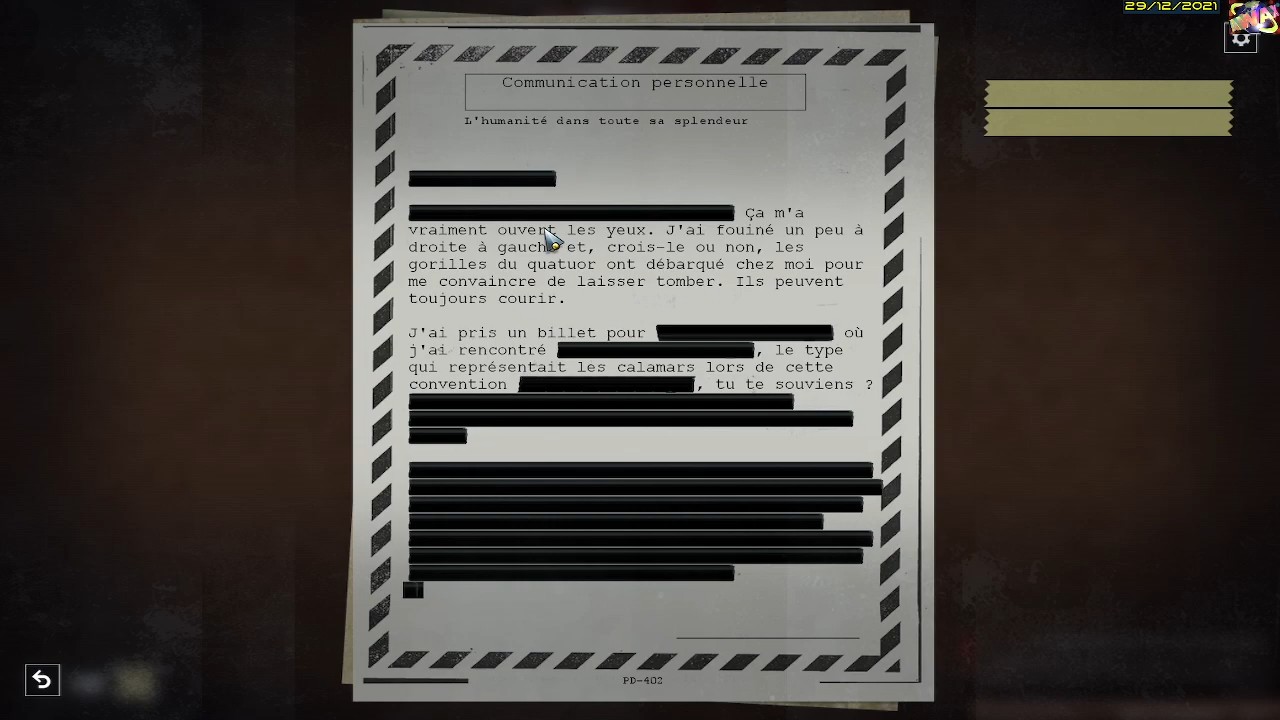 29/12/2021
Communication personnelle
L'humanité dans toute sa splendeur
Ça m'a
vraiment ouvert les yeux. J'ai fouiné un peu à
droite à gauche et, crois-le ou non, les
gorilles du quatuor ont débarqué chez moi pour
me convaincre de laisser tomber. Ils peuvent
toujours courir.
J'ai pris un billet pour où
j'ai rencontré , le type
qui représentait les calamars lors de cette
convention , tu te souviens ?
PD-402